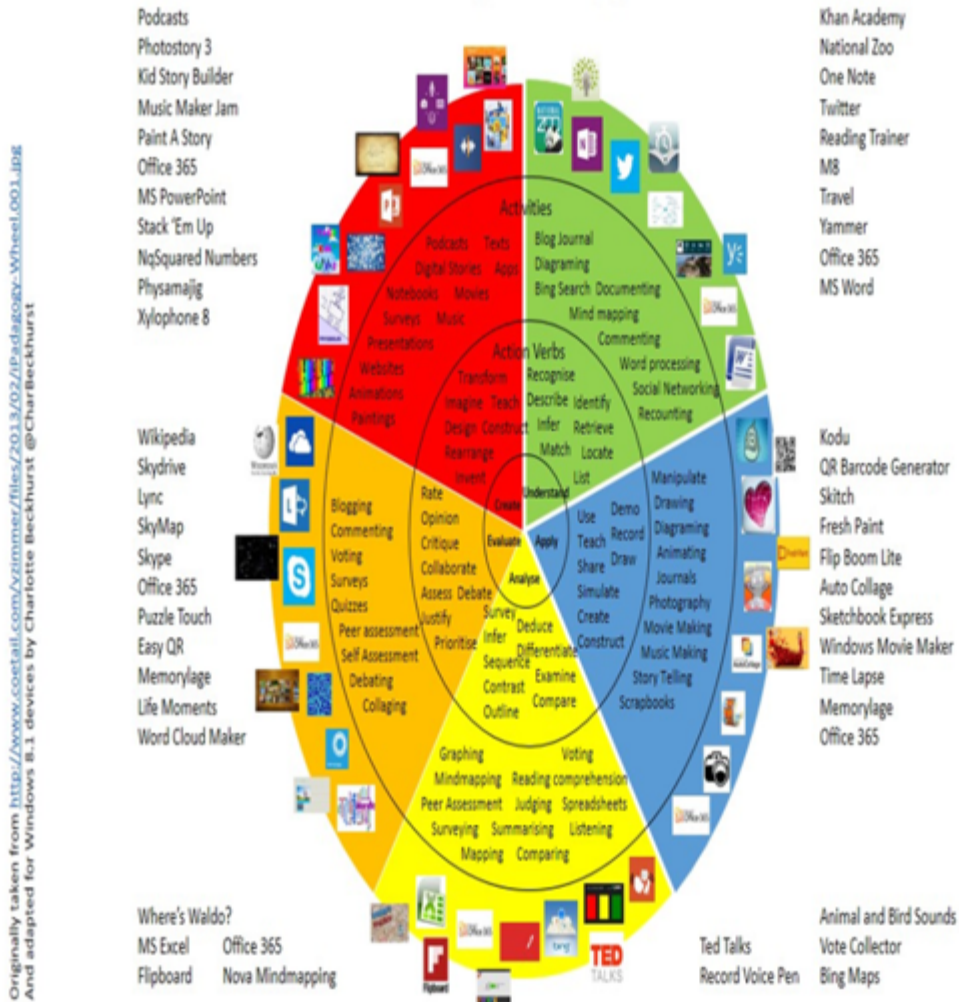 Originally taken from http://www.coetail.com/vzimmer/files/2013/02/iPadagogy-wheel.001.jpg
And adapted for Windows 8.1 devices by Charlotte Beckhurst @CharBeckhurst
Podcasts
Photostory 3
Kid Story Builder
Music Maker Jam
Paint A Story
Office 365
MS PowerPoint
Stack 'Em Up
NqSquared Numbers
Physamajig
Xylophone 8
Khan Academy
National Zoo
One Note
Twitter
Reading Trainer
M8
Travel
Yammer
Office 365
MS Word
Activities
Podcasts Texts
Digital Stories Apps
Notebooks Movies
Surveys Music
Presentations
Websites
Animations
Paintings
Blog Journal
Diagraming
Bing Search Documenting
Mind mapping
Commenting
Word processing
Social Networking
Recounting
Action Verbs
Transform
Imagine Teach
Design Construct
Rearrange
Invent
Recognise
Describe Identify
Infer Retrieve
Match Locate
List
Create
Understand
Evaluate
Apply
Analyse
Wikipedia
Skydrive
Lync
SkyMap
Skype
Office 365
Puzzle Touch
Easy QR
Memorylage
Life Moments
Word Cloud Maker
Blogging
Commenting
Voting
Surveys
Quizzes
Peer assessment
Self Assessment
Debating
Collaging
Rate
Opinion
Critique
Collaborate
Assess Debate
Justify
Prioritise
Use Demo
Teach Record
Share Draw
Simulate
Create
Construct
Manipulate
Drawing
Diagraming
Animating
Journals
Photography
Movie Making
Music Making
Story Telling
Scrapbooks
Kodu
QR Barcode Generator
Skitch
Fresh Paint
Flip Boom Lite
Auto Collage
Sketchbook Express
Windows Movie Maker
Time Lapse
Memorylage
Office 365
Survey
Deduce
Infer
Differentiate
Sequence
Examine
Contrast
Compare
Outline
Graphing Voting
Mindmapping Reading comprehension
Peer Assessment Judging Spreadsheets
Surveying Summarising Listening
Mapping Comparing
Office 365
Office 365
Office 365
Office 365
Office 365
Flipboard
bing
TED
TALKS
Where's Waldo?
MS Excel Office 365
Flipboard Nova Mindmapping
Ted Talks
Record Voice Pen
Animal and Bird Sounds
Vote Collector
Bing Maps